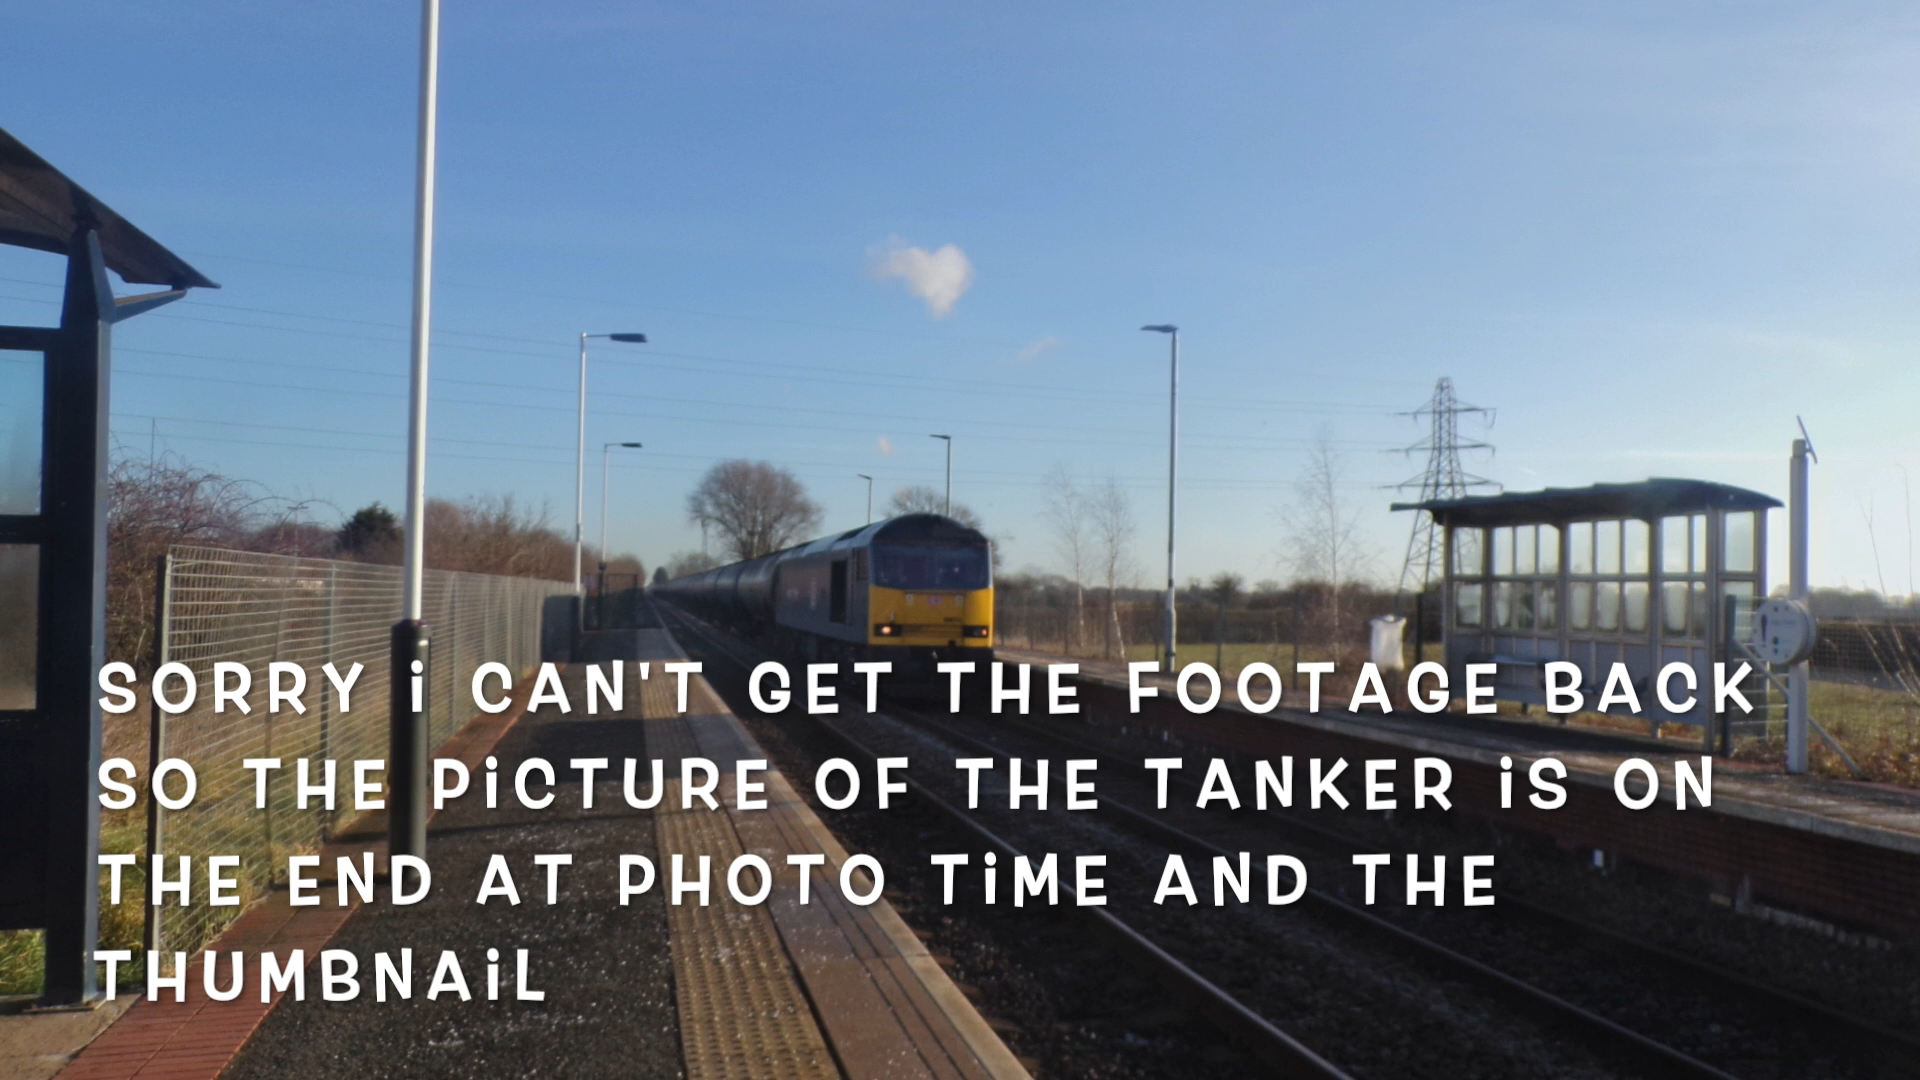 SORRY i CAN'T GET THE FOOTAGE BACK
SO THE PiCTURE OF THE TANKER iS ON
THE END AT PHOTO TiME AND THE
THUMBNAiL